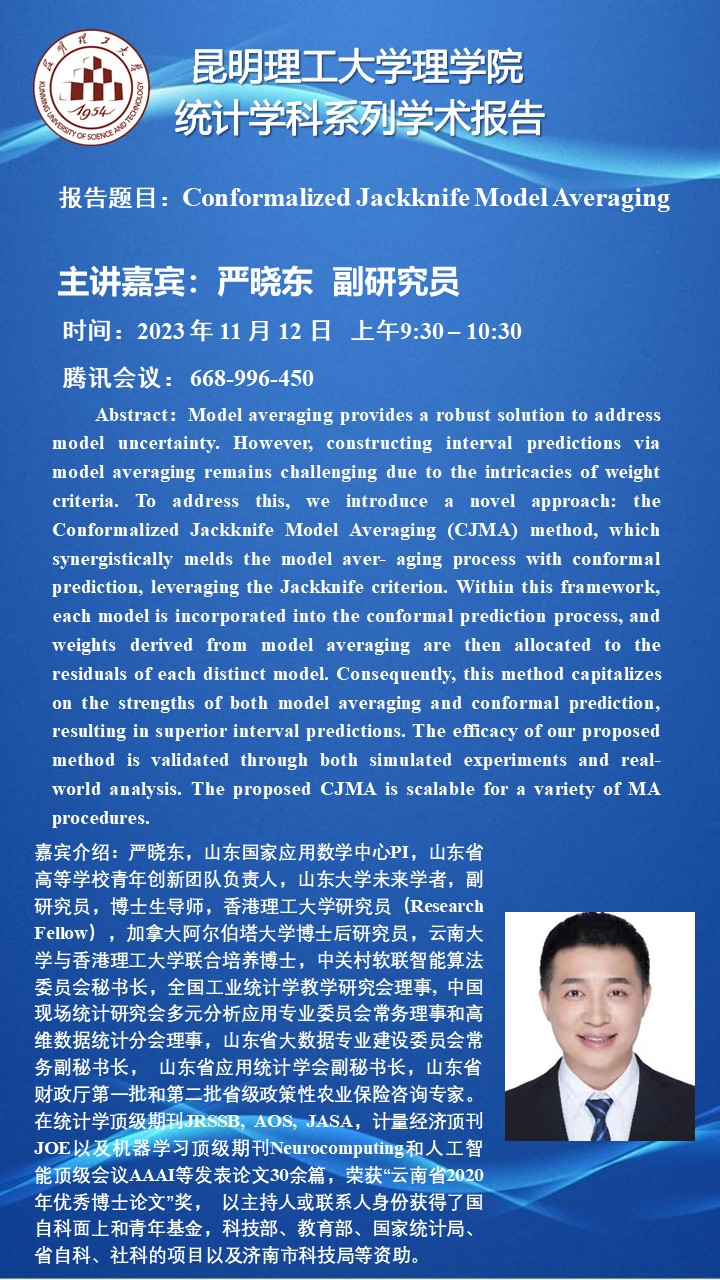 昆明理工大学
1954
KUNMING UNIVERSITY OF SCIENCE AND TECHNOLOGY
昆明理工大学理学院
统计学科系列学术报告
报告题目：Conformalized Jackknife Model Averaging
主讲嘉宾：严晓东 副研究员
时间：2023 年 11 月 12 日 上午9:30 – 10:30
腾讯会议： 668-996-450
Abstract：Model averaging provides a robust solution to address
model uncertainty. However, constructing interval predictions via
model averaging remains challenging due to the intricacies of weight
criteria. To address this, we introduce a novel approach: the
Conformalized Jackknife Model Averaging (CJMA) method, which
synergistically melds the model aver- aging process with conformal
prediction, leveraging the Jackknife criterion. Within this framework,
each model is incorporated into the conformal prediction process, and
weights derived from model averaging are then allocated to the
residuals of each distinct model. Consequently, this method capitalizes
on the strengths of both model averaging and conformal prediction,
resulting in superior interval predictions. The efficacy of our proposed
method is validated through both simulated experiments and real-
world analysis. The proposed CJMA is scalable for a variety of MA
procedures.
嘉宾介绍：严晓东，山东国家应用数学中心PI，山东省
高等学校青年创新团队负责人，山东大学未来学者，副
研究员，博士生导师，香港理工大学研究员（Research
Fellow），加拿大阿尔伯塔大学博士后研究员，云南大
学与香港理工大学联合培养博士，中关村软联智能算法
委员会秘书长，全国工业统计学教学研究会理事, 中国
现场统计研究会多元分析应用专业委员会常务理事和高
维数据统计分会理事，山东省大数据专业建设委员会常
务副秘书长， 山东省应用统计学会副秘书长，山东省
财政厅第一批和第二批省级政策性农业保险咨询专家。
在统计学顶级期刊JRSSB, AOS, JASA，计量经济顶刊
JOE以及机器学习顶级期刊Neurocomputing和人工智
能顶级会议AAAI等发表论文30余篇，荣获“云南省2020
年优秀博士论文”奖， 以主持人或联系人身份获得了国
自科面上和青年基金，科技部、教育部、国家统计局、
省自科、社科的项目以及济南市科技局等资助。